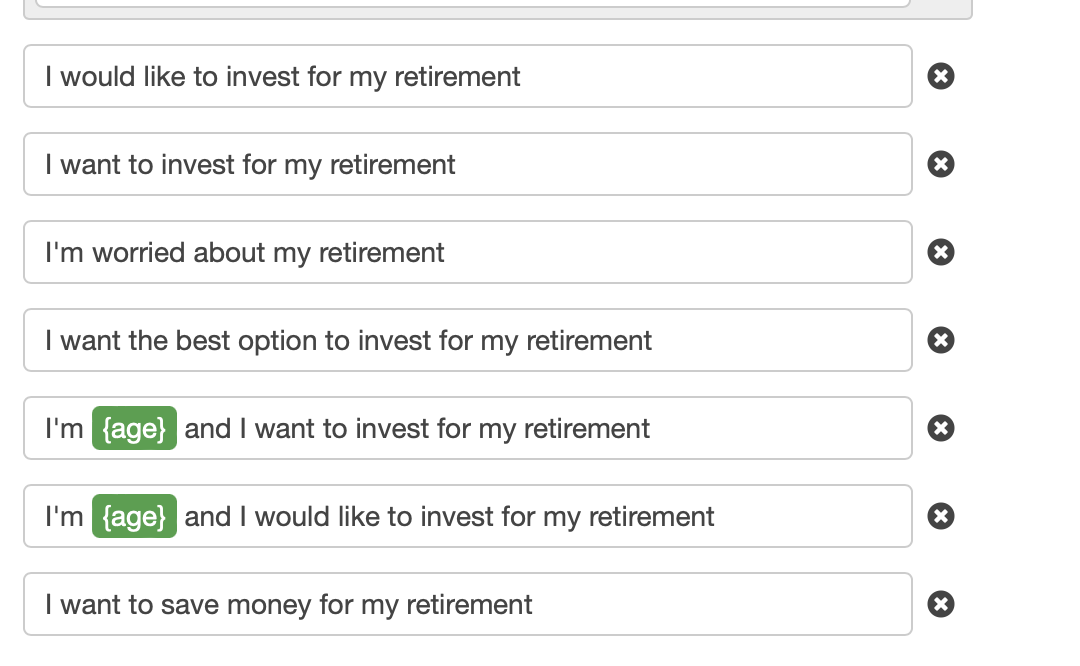 I would like to invest for my retirement
I want to invest for my retirement
I'm worried about my retirement
I want the best option to invest for my retirement
I'm {age} and I want to invest for my retirement
I'm {age} and I would like to invest for my retirement
I want to save money for my retirement